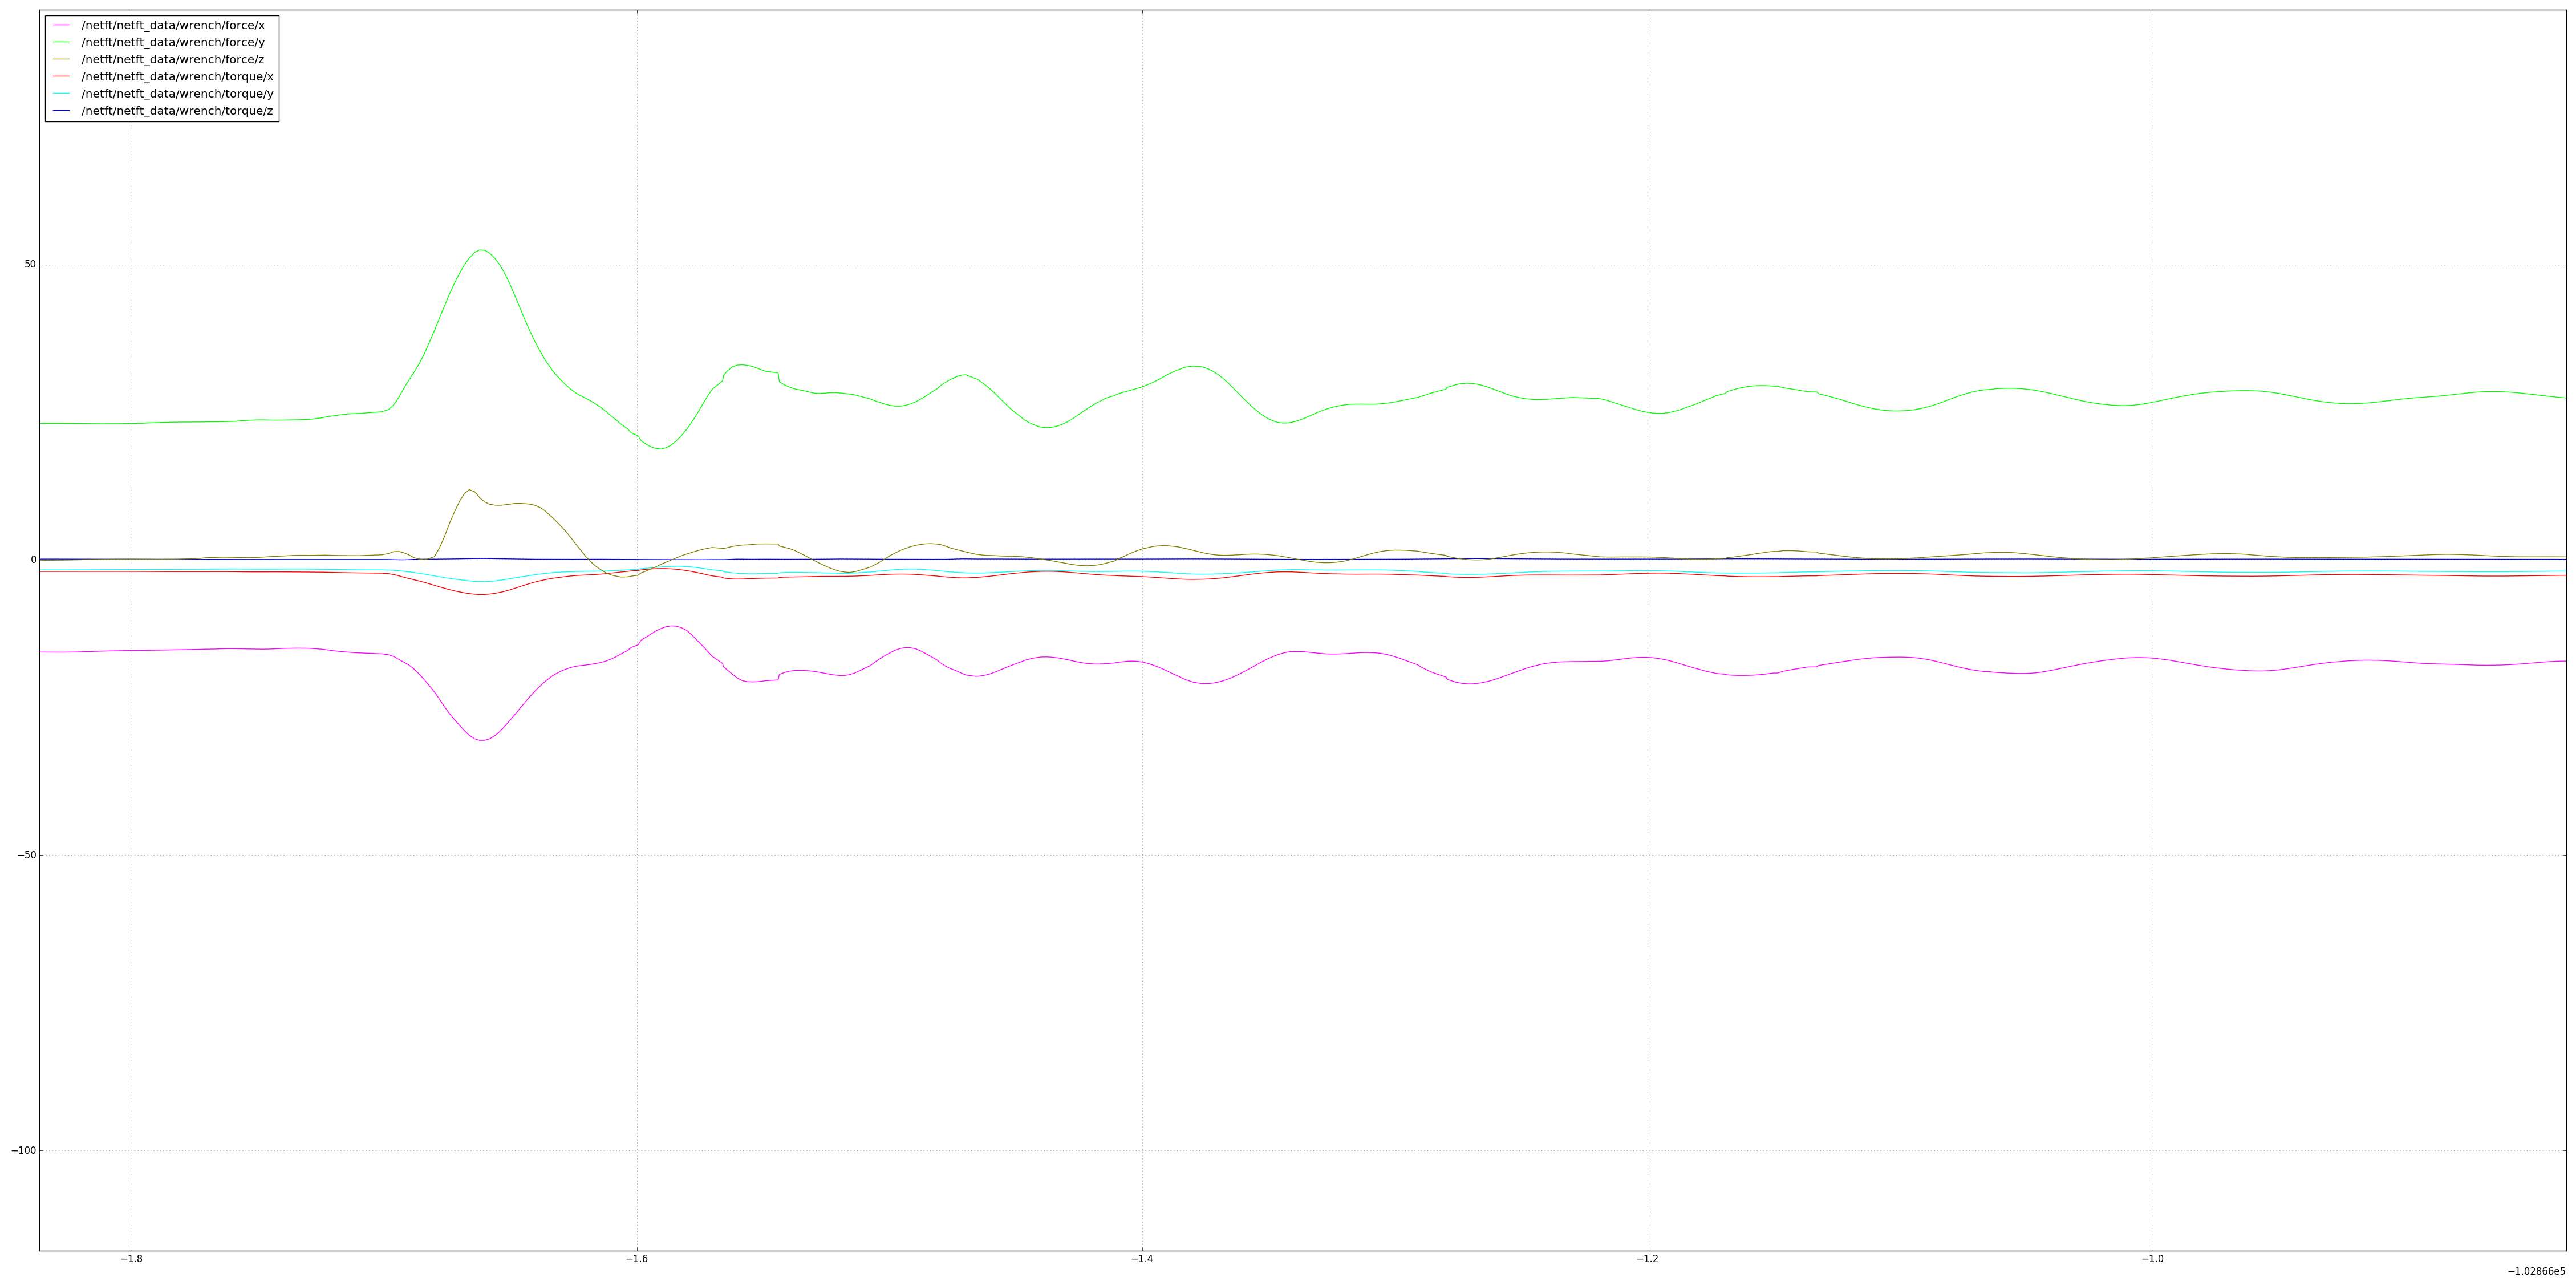 /netft/netft_data/wrench/force/x
/netft/netft_data/wrench/force/y
/netft/netft_data/wrench/force/z
/netft/netft_data/wrench/torque/x
/netft/netft_data/wrench/torque/y
/netft/netft_data/wrench/torque/z
50
0
−50
−100
−1.8 −1.6 −1.4 −1.2 −1.0
−1.02866e5